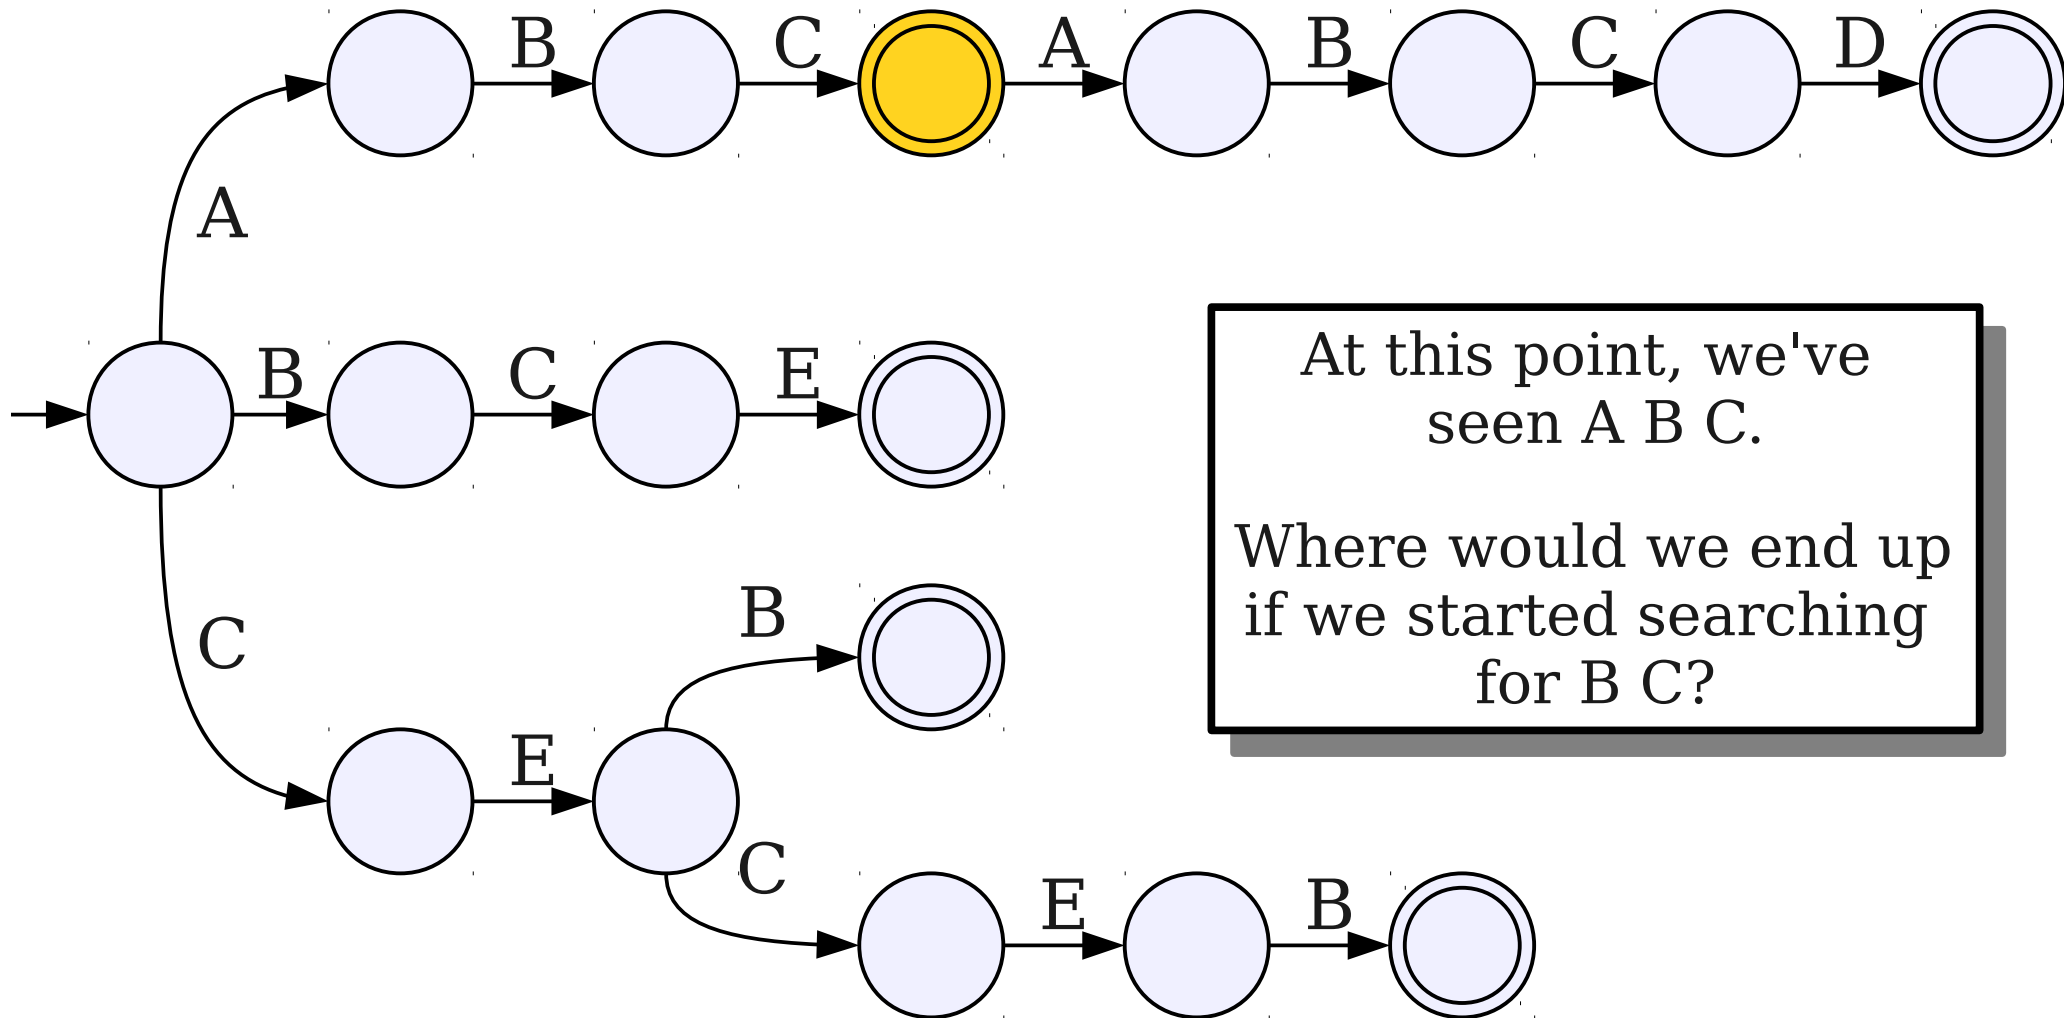 B C A B C D
A
B C E
At this point, we've
seen A B C.
Where would we end up
if we started searching
for B C?
B
C
E
C
E B